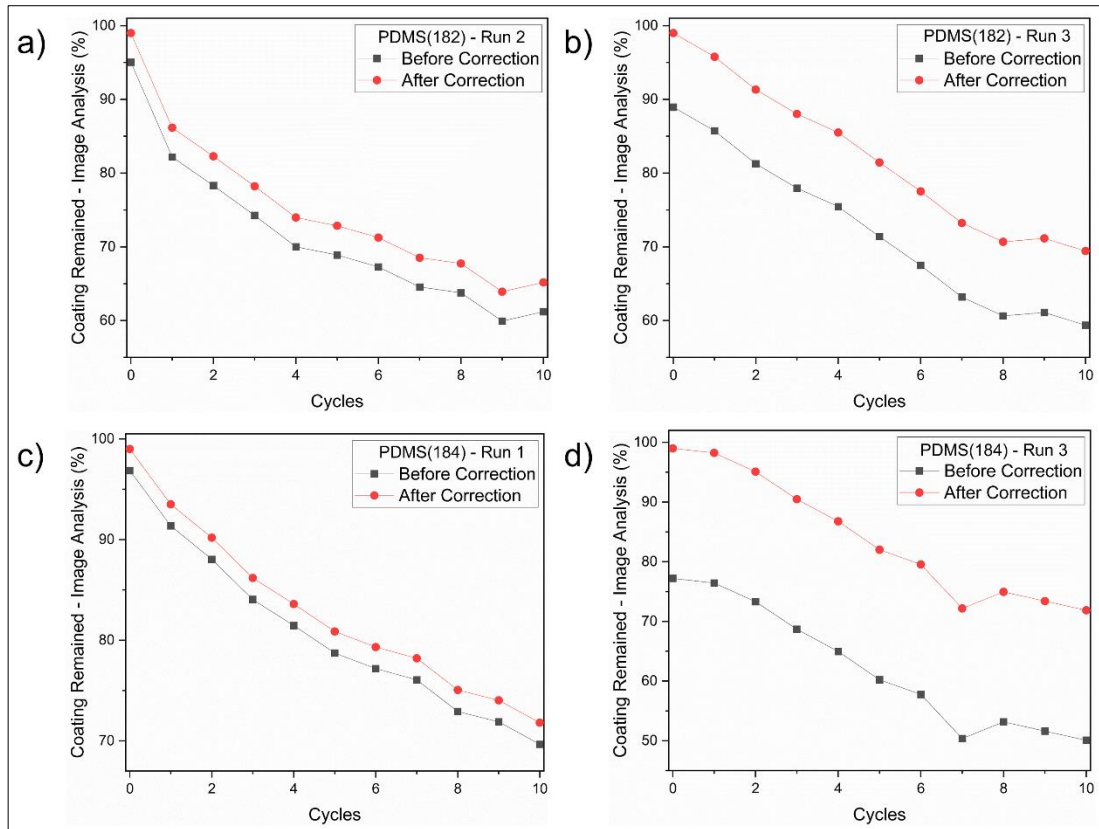 a)
PDMS(182) - Run 2
Before Correction
After Correction
Coating Remained - Image Analysis (%)
100
90
80
70
60
0 2 4 6 8 10
Cycles
b)
PDMS(182) - Run 3
Before Correction
After Correction
Coating Remained - Image Analysis (%)
100
90
80
70
60
0 2 4 6 8 10
Cycles
c)
PDMS(184) - Run 1
Before Correction
After Correction
Coating Remained - Image Analysis (%)
100
90
80
70
0 2 4 6 8 10
Cycles
d)
PDMS(184) - Run 3
Before Correction
After Correction
Coating Remained - Image Analysis (%)
100
90
80
70
60
50
0 2 4 6 8 10
Cycles